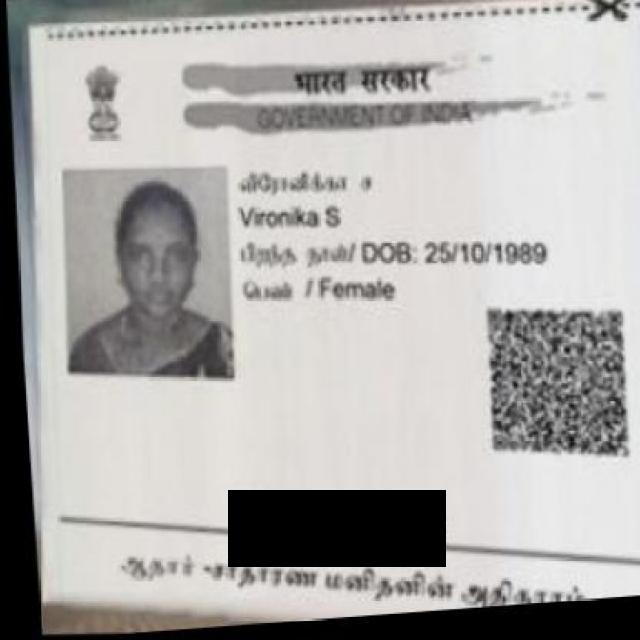 भारत सरकार
GOVERNMENT OF INDIA
விரோனிக்கா ச
Vironika S
பிறந்த நாள்/ DOB: 25/10/1989
பெண் / Female
ஆதார் - சாதாரண மனிதனின் அதிகாரம்